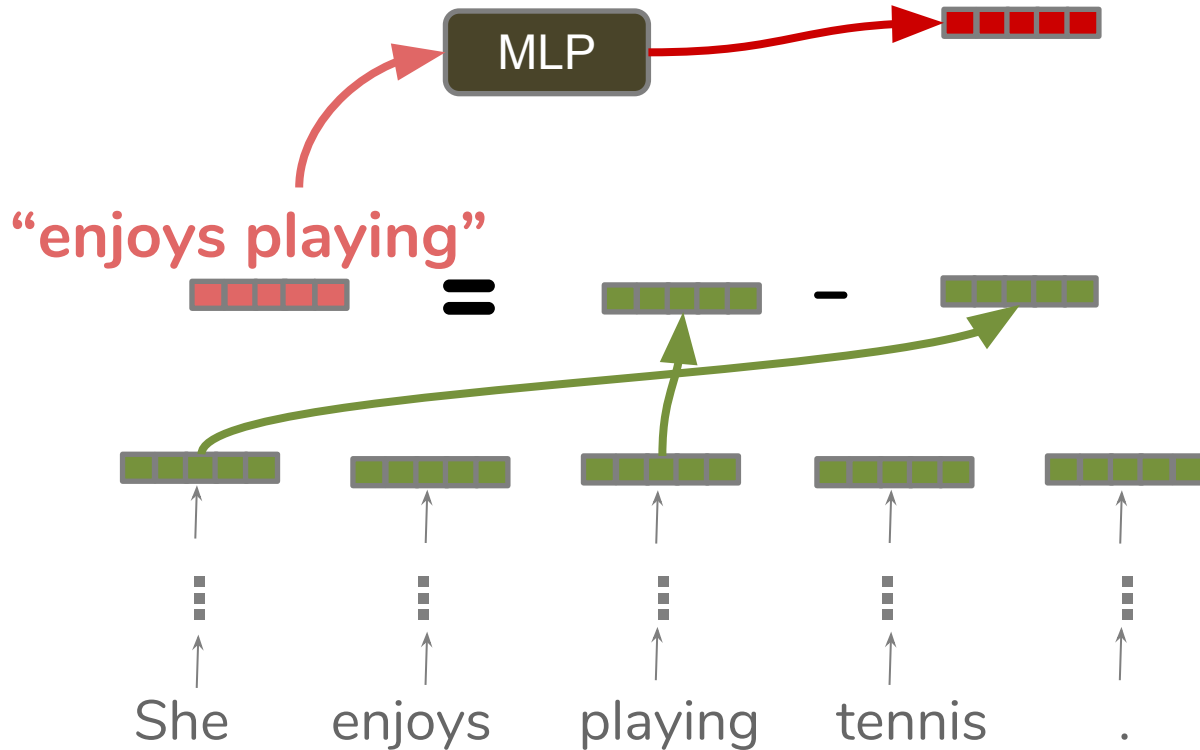 MLP
“enjoys playing”
= -
She enjoys playing tennis .